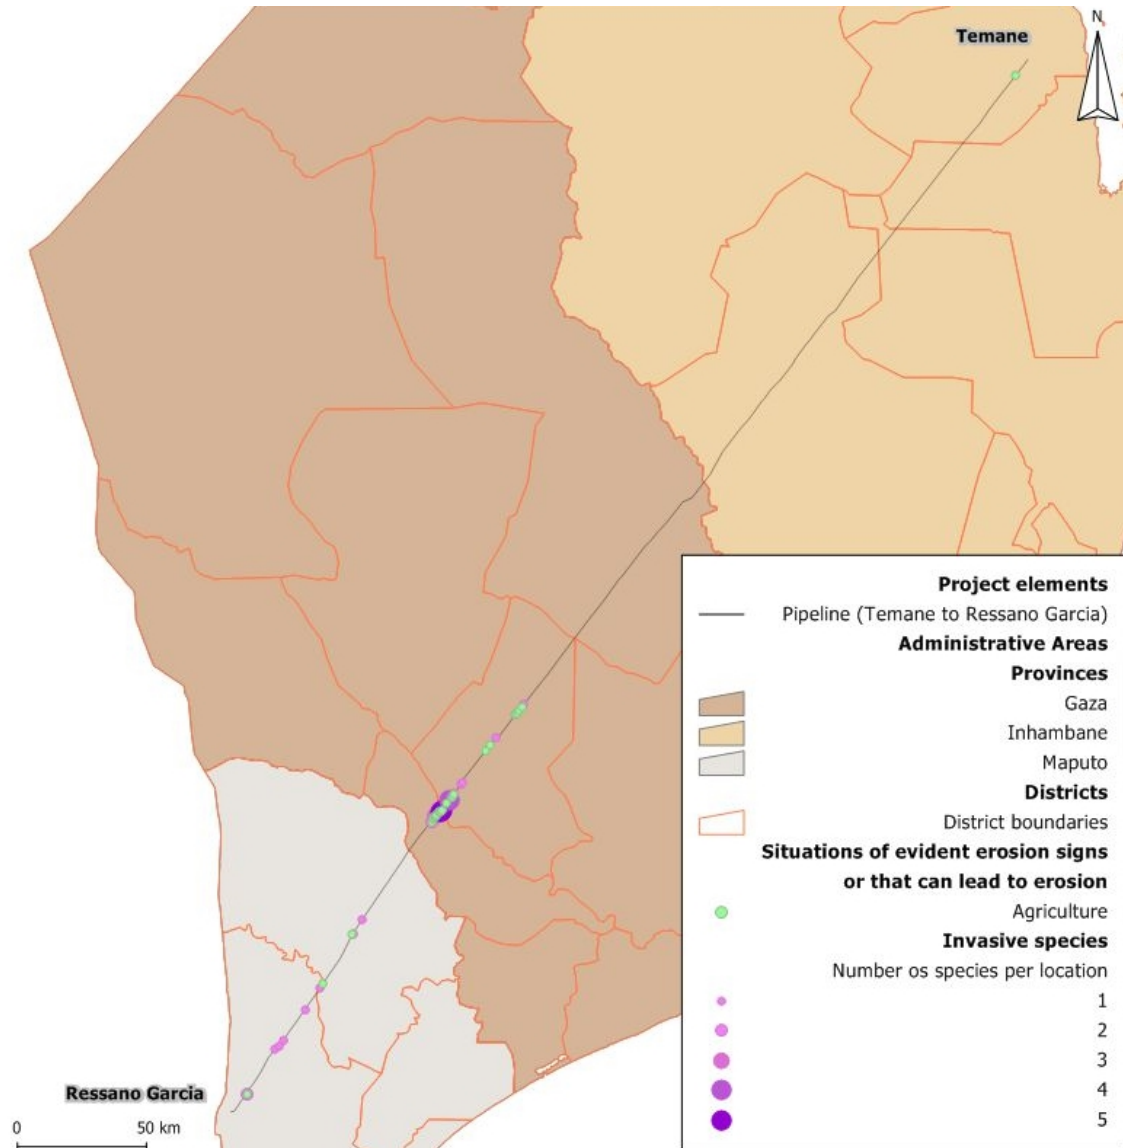 Temane
N
Project elements
Pipeline (Temane to Ressano Garcia)
Administrative Areas
Provinces
Gaza
Inhambane
Maputo
Districts
District boundaries
Situations of evident erosion signs
or that can lead to erosion
Agriculture
Invasive species
Number os species per location
1
2
3
4
5
Ressano Garcia
0 50 km